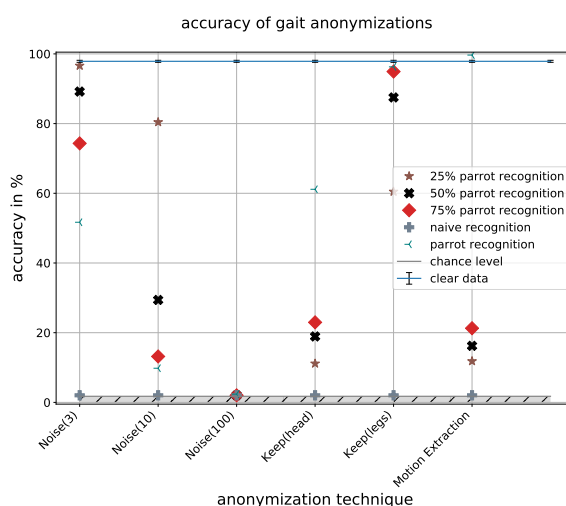 accuracy of gait anonymizations
accuracy in %
100
80
60
40
20
0
25% parrot recognition
50% parrot recognition
75% parrot recognition
naive recognition
parrot recognition
chance level
clear data
Noise(3)
Noise(10)
Noise(100)
Keep(head)
Keep(legs)
Motion Extraction
anonymization technique